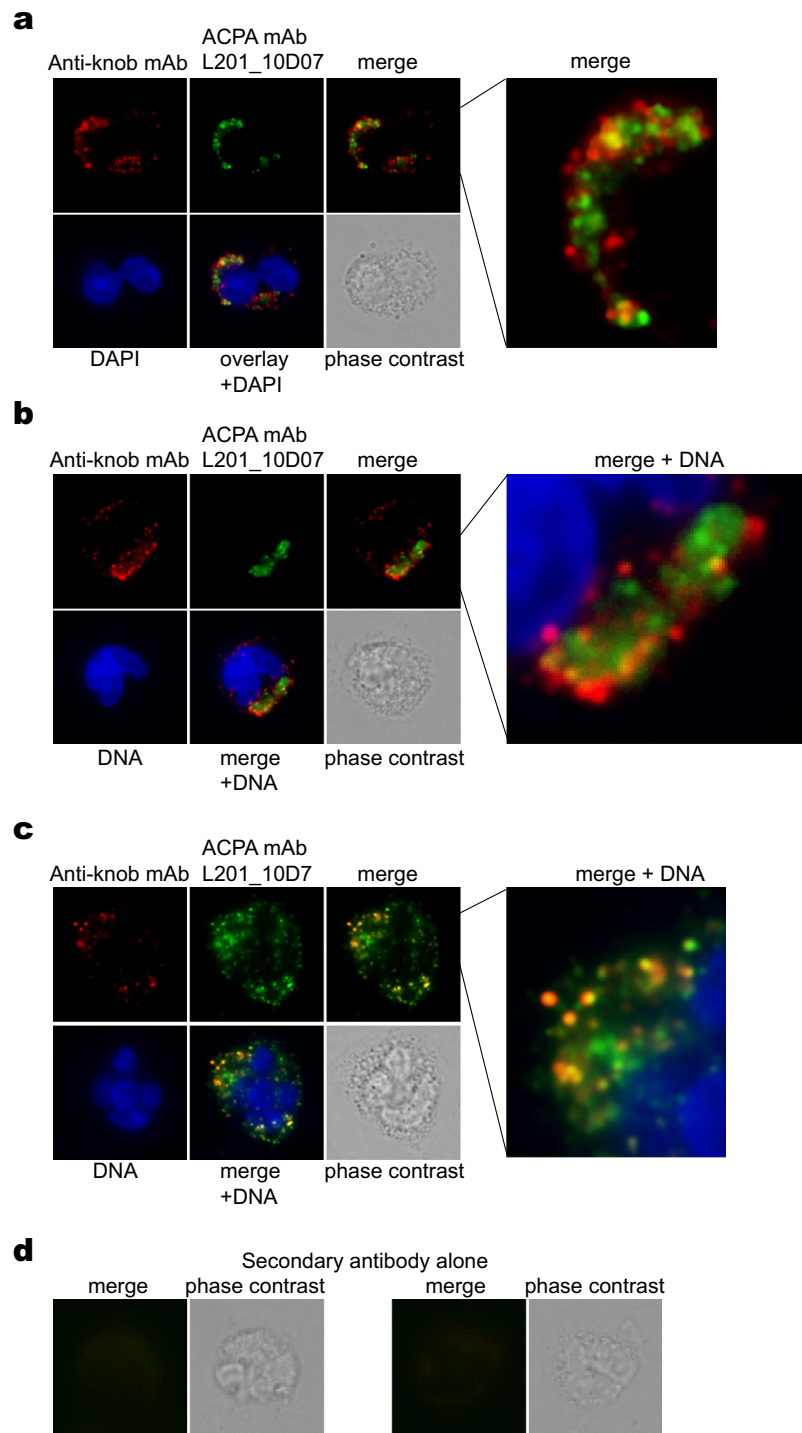 a
Anti-knob mAb
ACPA mAb
L201_10D07
merge
merge
DAPI
overlay
+DAPI
phase contrast
b
Anti-knob mAb
ACPA mAb
L201_10D07
merge
merge + DNA
DNA
merge
+DNA
phase contrast
c
Anti-knob mAb
ACPA mAb
L201_10D7
merge
merge + DNA
DNA
merge
+DNA
phase contrast
d
Secondary antibody alone
merge
phase contrast
merge
phase contrast